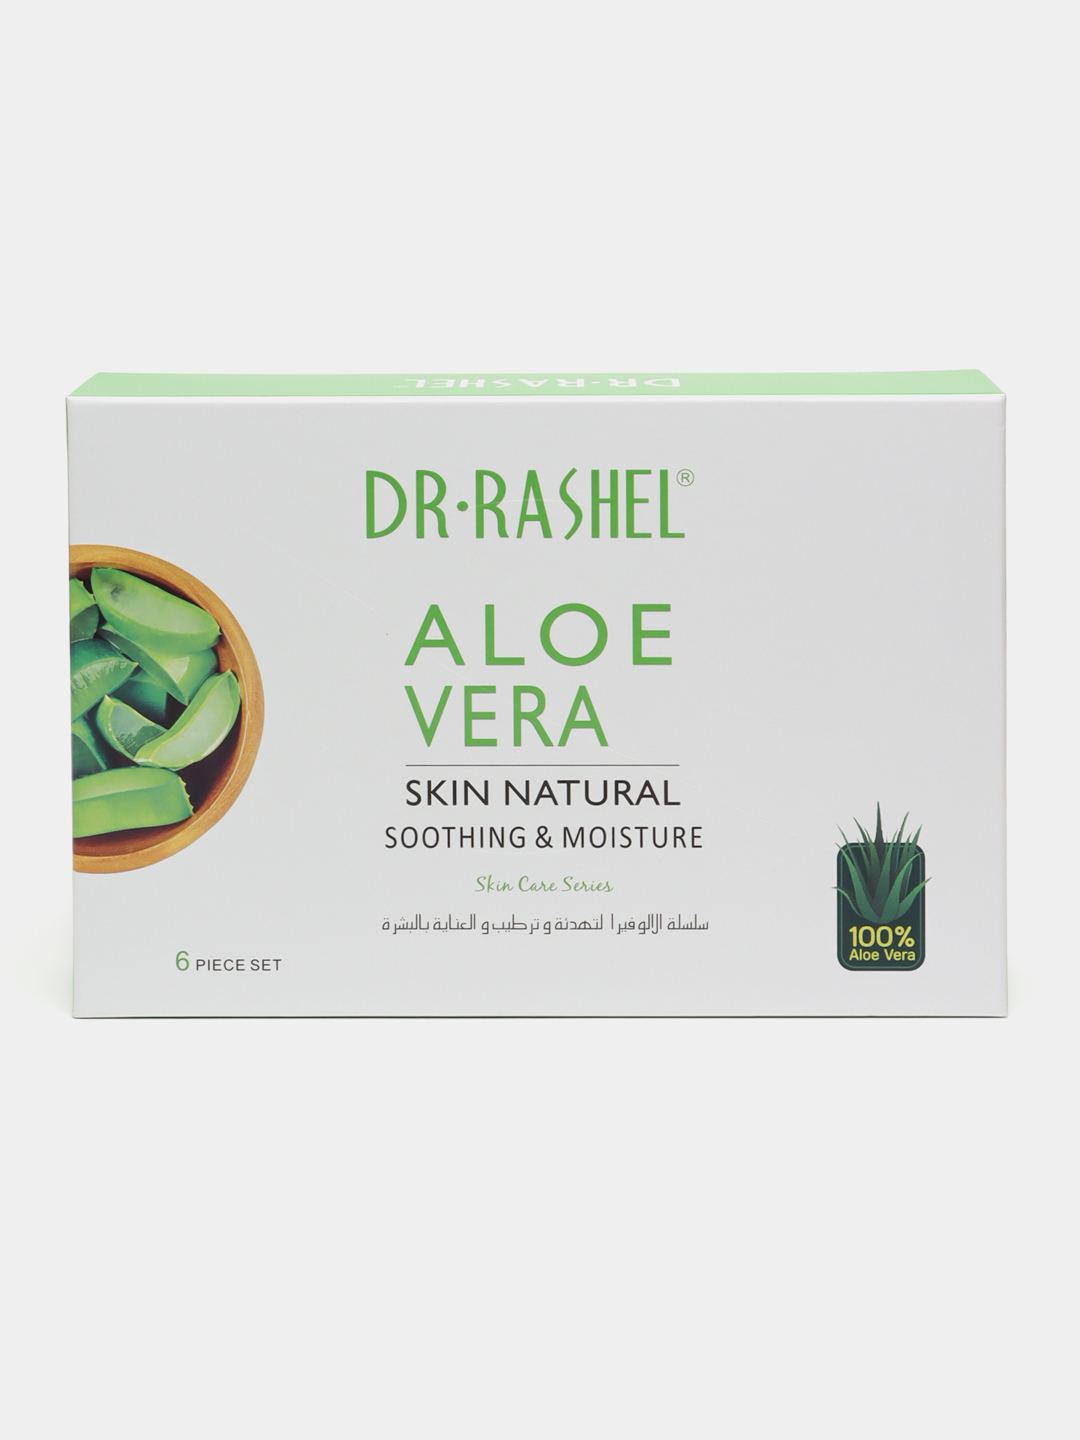 DR·RASHEL
DR·RASHEL®
ALOE
VERA
SKIN NATURAL
SOOTHING & MOISTURE
Skin Care Series
سلسلة الالوفيرا لتهدئة و ترطيب و العناية بالبشرة
6 PIECE SET
100%
Aloe Vera